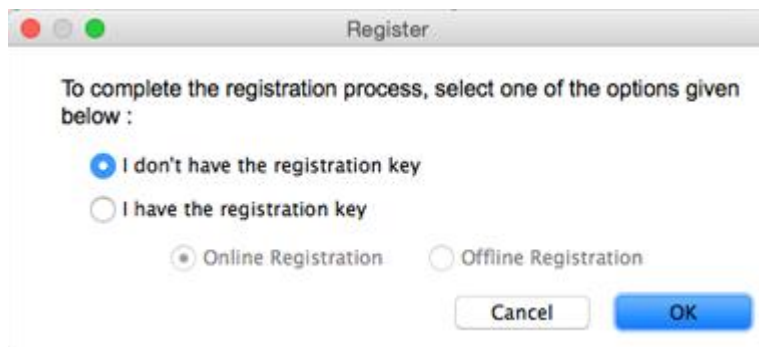 Register
To complete the registration process, select one of the options given
below :
I don't have the registration key
I have the registration key
Online Registration Offline Registration
Cancel OK